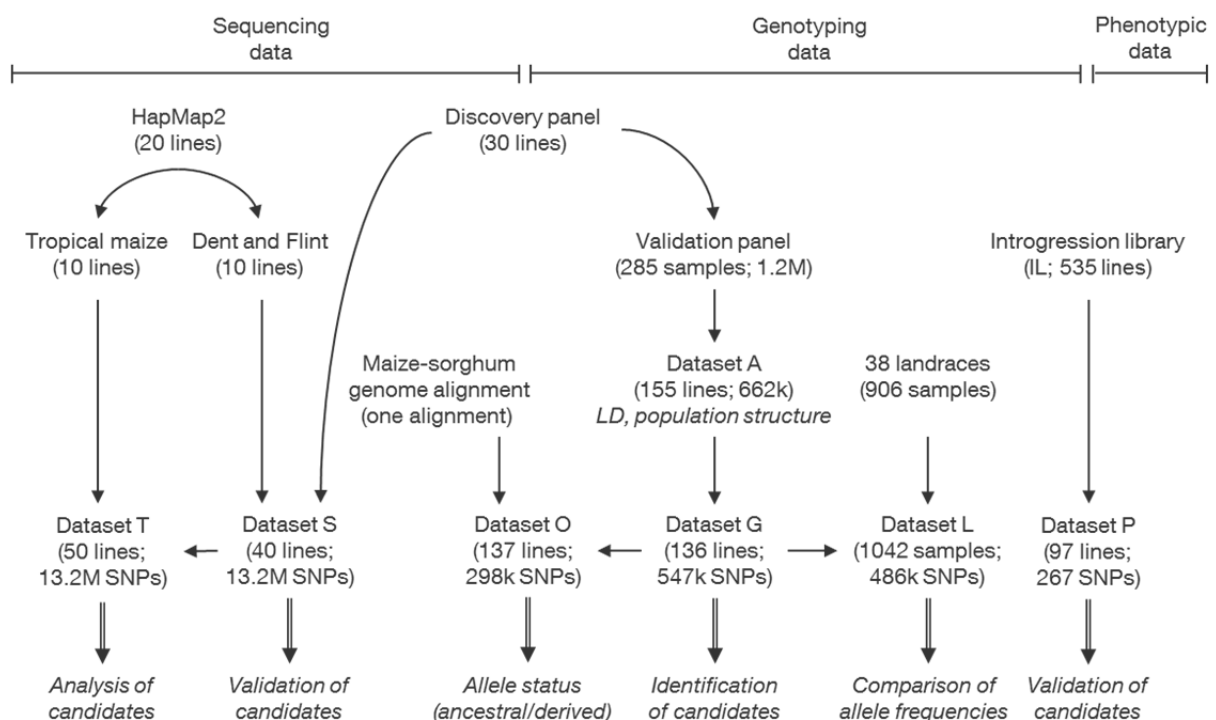 Sequencing
data
Genotyping
data
Phenotypic
data
HapMap2
(20 lines)
Discovery panel
(30 lines)
Tropical maize
(10 lines)
Dent and Flint
(10 lines)
Validation panel
(285 samples; 1.2M)
Introgression library
(IL; 535 lines)
Maize-sorghum
genome alignment
(one alignment)
Dataset A
(155 lines; 662k)
LD, population structure
38 landraces
(906 samples)
Dataset T
(50 lines;
13.2M SNPs)
Dataset S
(40 lines;
13.2M SNPs)
Dataset O
(137 lines;
298k SNPs)
Dataset G
(136 lines;
547k SNPs)
Dataset L
(1042 samples;
486k SNPs)
Dataset P
(97 lines;
267 SNPs)
Analysis of
candidates
Validation of
candidates
Allele status
(ancestral/derived)
Identification
of candidates
Comparison of
allele frequencies
Validation of
candidates